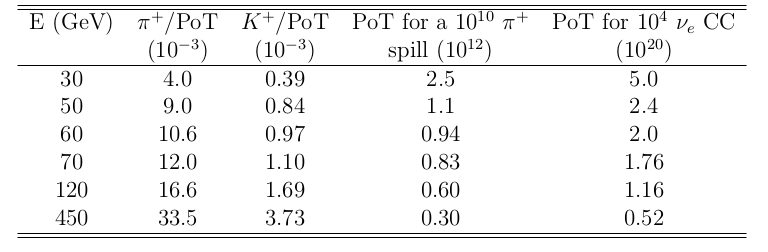 E (GeV) π⁺/PoT K⁺/PoT PoT for a 10¹⁰ π⁺ PoT for 10⁴ νₑ CC
(10⁻³) (10⁻³) spill (10¹²) (10²⁰)
30 4.0 0.39 2.5 5.0
50 9.0 0.84 1.1 2.4
60 10.6 0.97 0.94 2.0
70 12.0 1.10 0.83 1.76
120 16.6 1.69 0.60 1.16
450 33.5 3.73 0.30 0.52